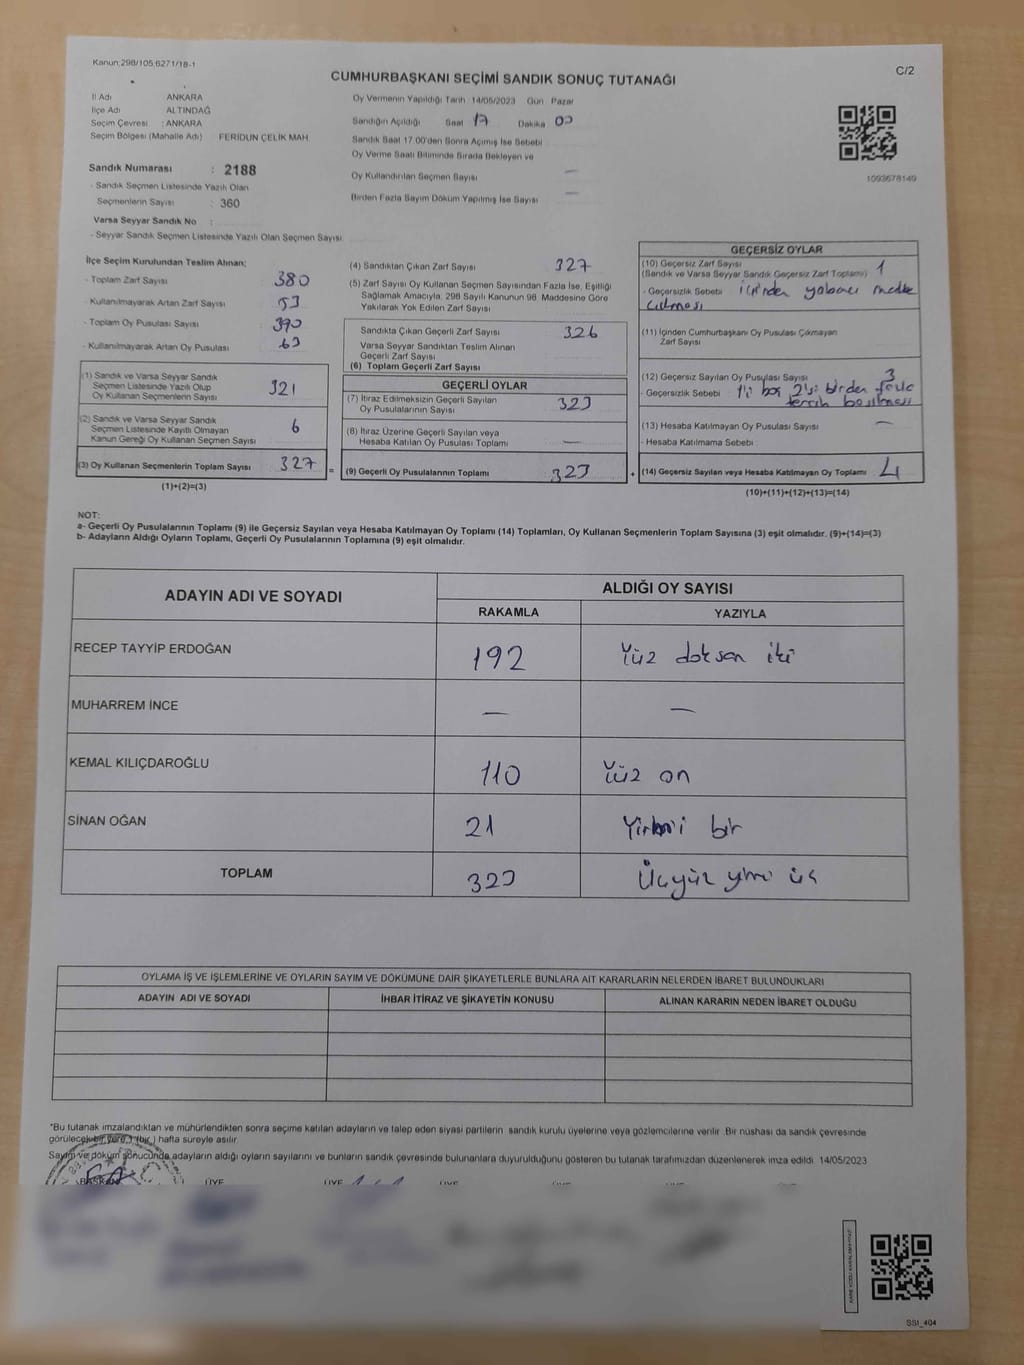 Kanun:298/105;6271/18-1
C/2
CUMHURBAŞKANI SEÇİMİ SANDIK SONUÇ TUTANAĞI
İl Adı ANKARA
İlçe Adı ALTINDAĞ
Seçim Çevresi : ANKARA
Seçim Bölgesi (Mahalle Adı) FERİDUN ÇELİK MAH
Sandık Numarası : 2188
- Sandık Seçmen Listesinde Yazılı Olan
Seçmenlerin Sayısı : 360
Varsa Seyyar Sandık No :
- Seyyar Sandık Seçmen Listesinde Yazılı Olan Seçmen Sayısı
Oy Vermenin Yapıldığı Tarih 14/05/2023 Gün Pazar
Sandığın Açıldığı Saat 17 Dakika 00
Sandık Saat 17.00'den Sonra Açımış İse Sebebi
Oy Verme Saati Bitiminde Sırada Bekleyen ve
Oy Kullandırılan Seçmen Sayısı —
Birden Fazla Sayım Döküm Yapılmış İse Sayısı —
1093678149
İlçe Seçim Kurulundan Teslim Alınan;
- Toplam Zarf Sayısı 380
- Kullanılmayarak Artan Zarf Sayısı 53
- Toplam Oy Pusulası Sayısı 390
- Kullanılmayarak Artan Oy Pusulası 63
(1) Sandık ve Varsa Seyyar Sandık
Seçmen Listesinde Yazılı Olup
Oy Kullanan Seçmenlerin Sayısı 321
(2) Sandık ve Varsa Seyyar Sandık
Seçmen Listesinde Kayıtlı Olmayan
Kanun Gereği Oy Kullanan Seçmen Sayısı 6
(3) Oy Kullanan Seçmenlerin Toplam Sayısı 327 =
(1)+(2)=(3)
(4) Sandıktan Çıkan Zarf Sayısı 327
(5) Zarf Sayısı Oy Kullanan Seçmen Sayısından Fazla İse, Eşitliği
Sağlamak Amacıyla, 298 Sayılı Kanunun 98. Maddesine Göre
Yakılarak Yok Edilen Zarf Sayısı
Sandıkta Çıkan Geçerli Zarf Sayısı 326
Varsa Seyyar Sandıktan Teslim Alınan
Geçerli Zarf Sayısı
(6) Toplam Geçerli Zarf Sayısı
GEÇERLİ OYLAR
(7) İtiraz Edilmeksizin Geçerli Sayılan
Oy Pusulalarının Sayısı 323
(8) İtiraz Üzerine Geçerli Sayılan veya
Hesaba Katılan Oy Pusulası Toplamı —
(9) Geçerli Oy Pusulalarının Toplamı 323 +
GEÇERSİZ OYLAR
(10) Geçersiz Zarf Sayısı
(Sandık ve Varsa Seyyar Sandık Geçersiz Zarf Toplamı) 1
- Geçersizlik Sebebi içinden yabancı madde
çıkması
(11) İçinden Cumhurbaşkanı Oy Pusulası Çıkmayan
Zarf Sayısı
(12) Geçersiz Sayılan Oy Pusulası Sayısı 3
- Geçersizlik Sebebi 1'i boş 2'si birden fazla
tercih basılması
(13) Hesaba Katılmayan Oy Pusulası Sayısı —
- Hesaba Katılmama Sebebi
(14) Geçersiz Sayılan veya Hesaba Katılmayan Oy Toplamı 4
(10)+(11)+(12)+(13)=(14)
NOT:
a- Geçerli Oy Pusulalarının Toplamı (9) ile Geçersiz Sayılan veya Hesaba Katılmayan Oy Toplamı (14) Toplamları, Oy Kullanan Seçmenlerin Toplam Sayısına (3) eşit olmalıdır. (9)+(14)=(3)
b- Adayların Aldığı Oyların Toplamı, Geçerli Oy Pusulalarının Toplamına (9) eşit olmalıdır.
ADAYIN ADI VE SOYADI
ALDIĞI OY SAYISI
RAKAMLA YAZIYLA
RECEP TAYYİP ERDOĞAN 192 Yüz doksan iki
MUHARREM İNCE — —
KEMAL KILIÇDAROĞLU 110 Yüz on
SİNAN OĞAN 21 Yirmi bir
TOPLAM 323 Üçyüz yirmi üç
OYLAMA İŞ VE İŞLEMLERİNE VE OYLARIN SAYIM VE DÖKÜMÜNE DAİR ŞİKAYETLERLE BUNLARA AİT KARARLARIN NELERDEN İBARET BULUNDUKLARI
ADAYIN ADI VE SOYADI İHBAR İTİRAZ VE ŞİKAYETİN KONUSU ALINAN KARARIN NEDEN İBARET OLDUĞU
*Bu tutanak imzalandıktan ve mühürlendikten sonra seçime katılan adayların ve talep eden siyasi partilerin sandık kurulu üyelerine veya gözlemcilerine verilir. Bir nüshası da sandık çevresinde
görülecek bir yere 1 (bir) hafta süreyle asılır.
Sayım ve döküm sonucunda adayların aldığı oyların sayılarını ve bunların sandık çevresinde bulunanlara duyurulduğunu gösteren bu tutanak tarafımızdan düzenlenerek imza edildi. 14/05/2023
BAŞKAN ÜYE ÜYE ÜYE
SSI_404